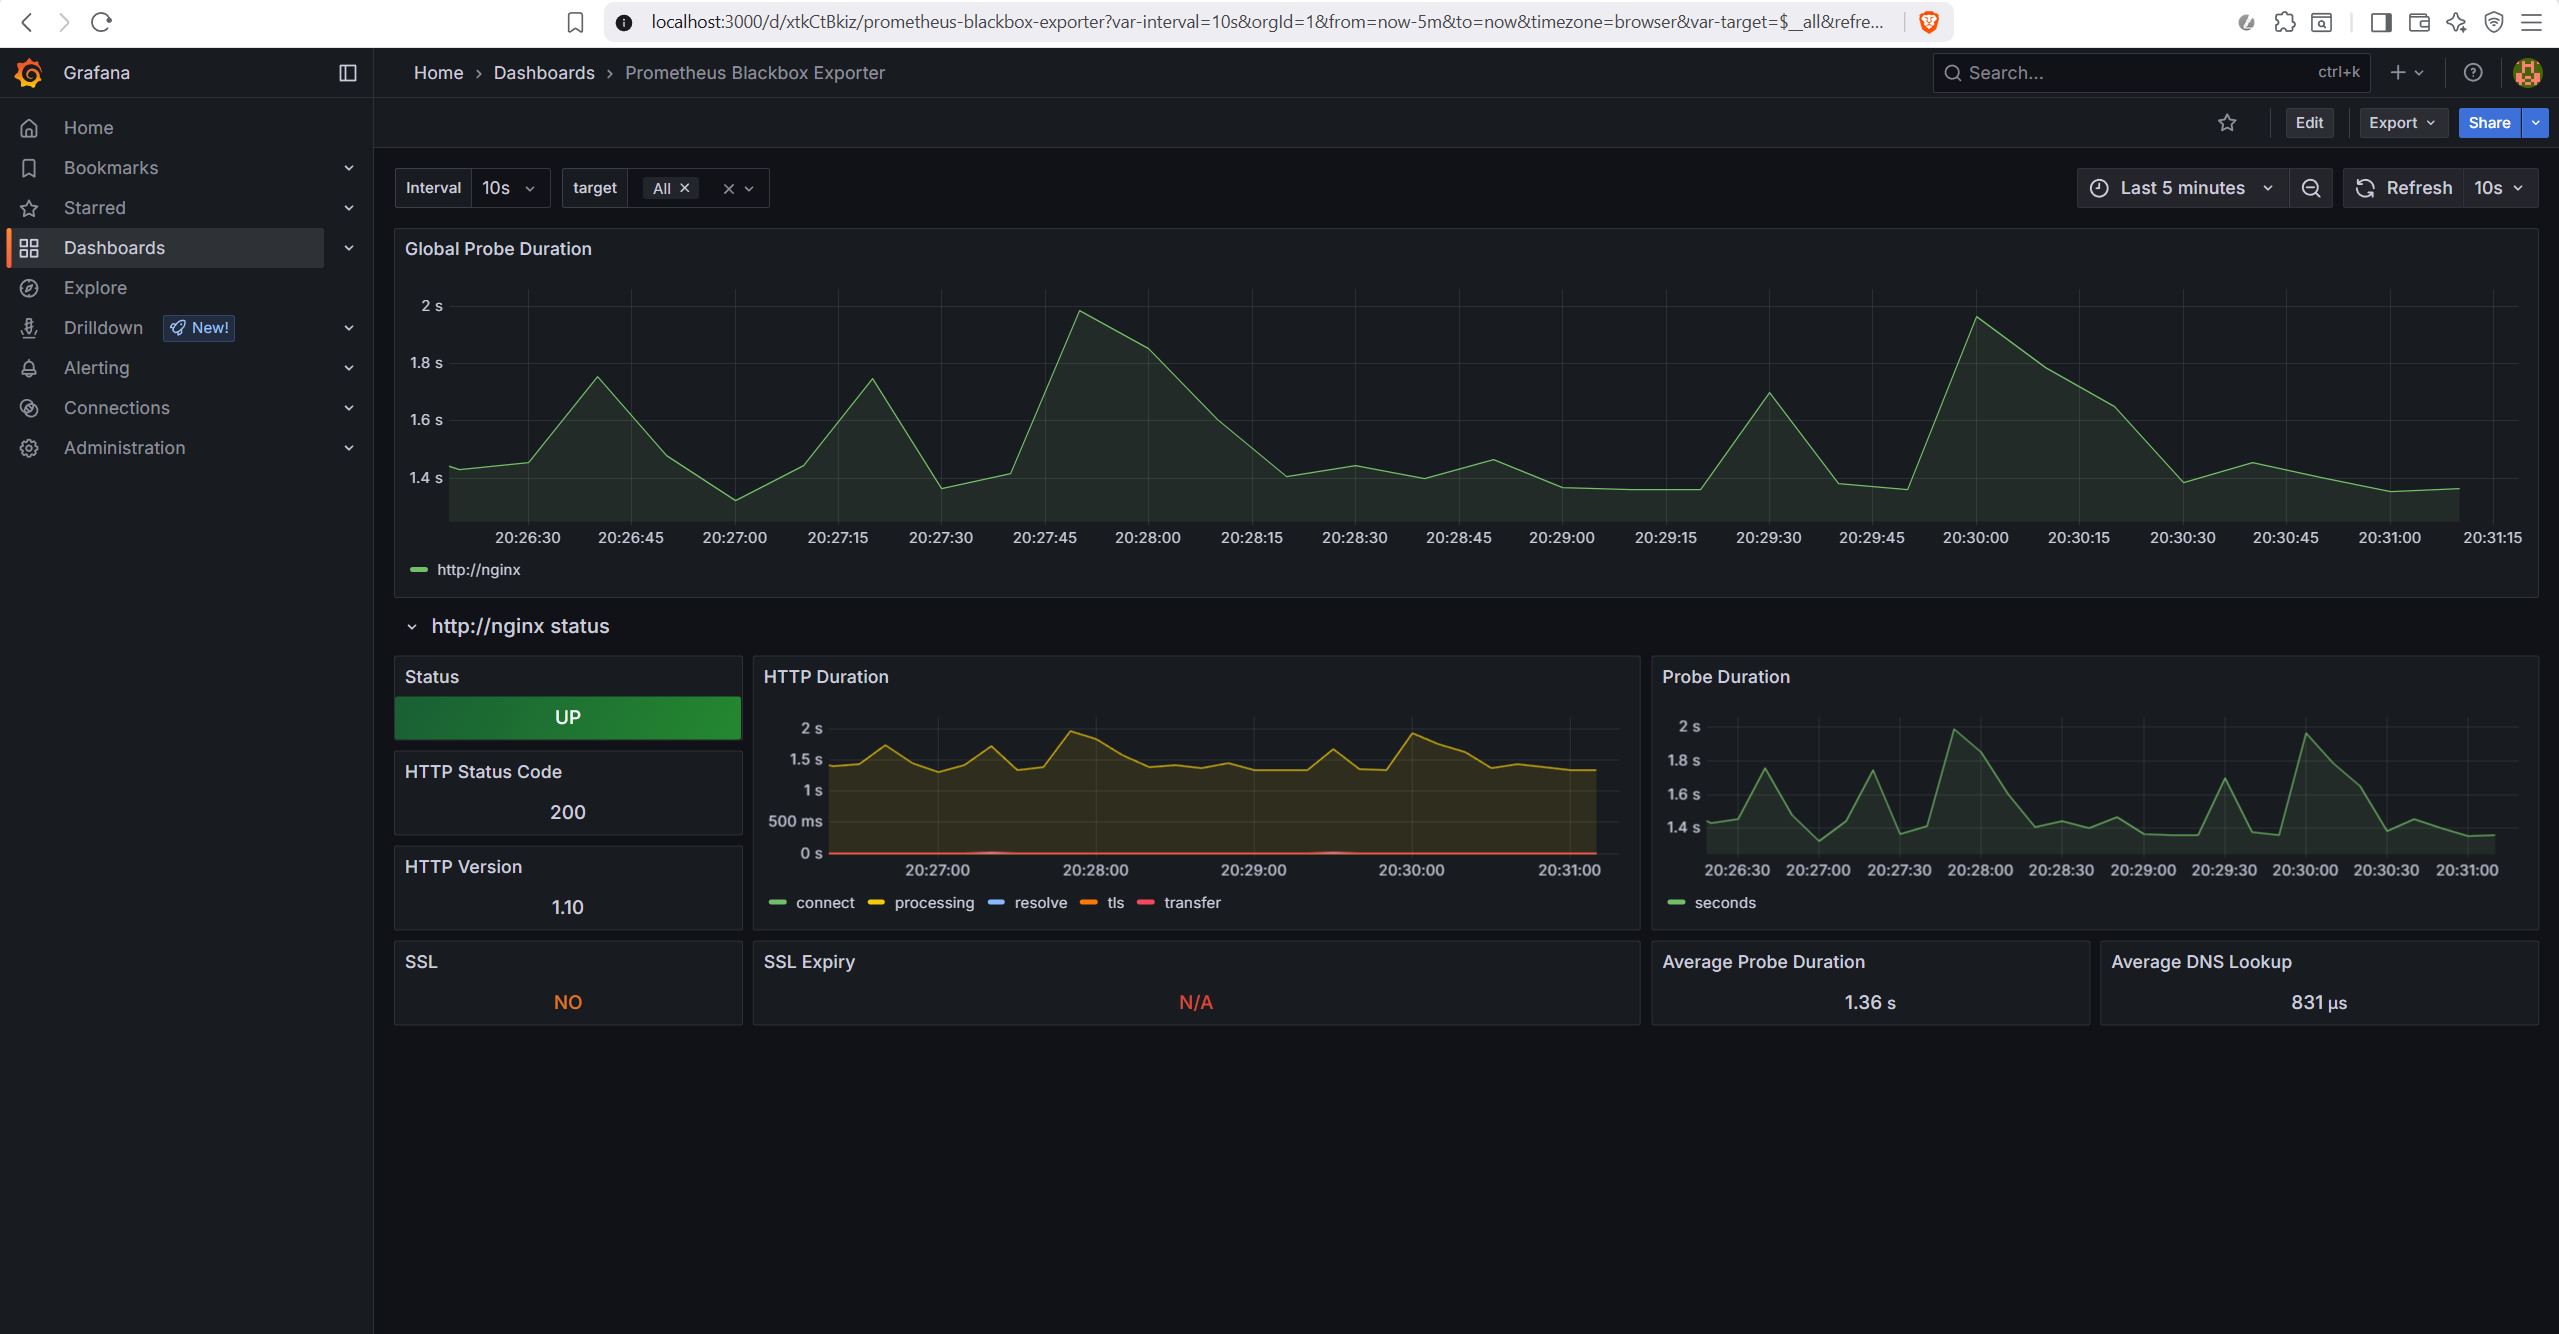 localhost:3000/d/xtkCtBkiz/prometheus-blackbox-exporter?var-interval=10s&orgId=1&from=now-5m&to=now&timezone=browser&var-target=$__all&refre...
Grafana
Home › Dashboards › Prometheus Blackbox Exporter
Search... ctrl+k
Home
Bookmarks
Starred
Dashboards
Explore
Drilldown New!
Alerting
Connections
Administration
Edit Export Share
Interval 10s target All
Last 5 minutes Refresh 10s
Global Probe Duration
2 s
1.8 s
1.6 s
1.4 s
20:26:30 20:26:45 20:27:00 20:27:15 20:27:30 20:27:45 20:28:00 20:28:15 20:28:30 20:28:45 20:29:00 20:29:15 20:29:30 20:29:45 20:30:00 20:30:15 20:30:30 20:30:45 20:31:00 20:31:15
http://nginx
http://nginx status
Status
UP
HTTP Status Code
200
HTTP Version
1.10
SSL
NO
HTTP Duration
2 s
1.5 s
1 s
500 ms
0 s
20:27:00 20:28:00 20:29:00 20:30:00 20:31:00
connect processing resolve tls transfer
SSL Expiry
N/A
Probe Duration
2 s
1.8 s
1.6 s
1.4 s
20:26:30 20:27:00 20:27:30 20:28:00 20:28:30 20:29:00 20:29:30 20:30:00 20:30:30 20:31:00
seconds
Average Probe Duration
1.36 s
Average DNS Lookup
831 µs